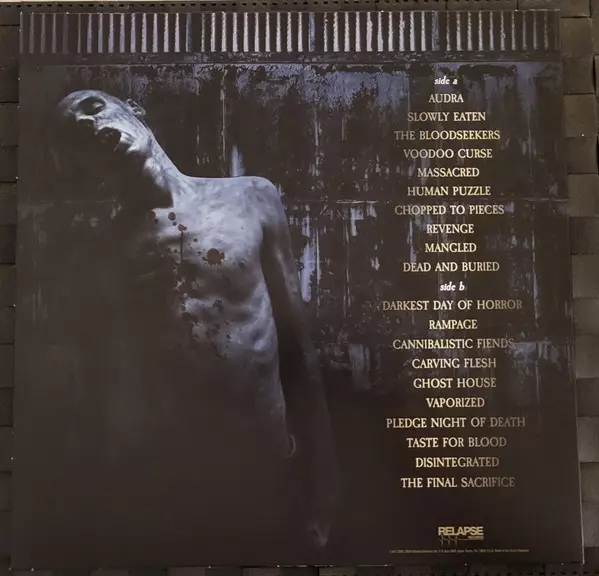 side a
AUDRA
SLOWLY EATEN
THE BLOODSEEKERS
VOODOO CURSE
MASSACRED
HUMAN PUZZLE
CHOPPED TO PIECES
REVENGE
MANGLED
DEAD AND BURIED
side b
DARKEST DAY OF HORROR
RAMPAGE
CANNIBALISTIC FIENDS
CARVING FLESH
GHOST HOUSE
VAPORIZED
PLEDGE NIGHT OF DEATH
TASTE FOR BLOOD
DISINTEGRATED
THE FINAL SACRIFICE
RELAPSE